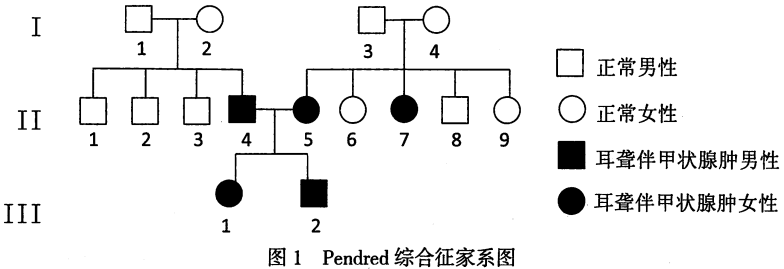 I
1 2 3 4
正常男性
II
1 2 3 4 5 6 7 8 9
正常女性
耳聋伴甲状腺肿男性
III
1 2
耳聋伴甲状腺肿女性
图1 Pendred 综合征家系图